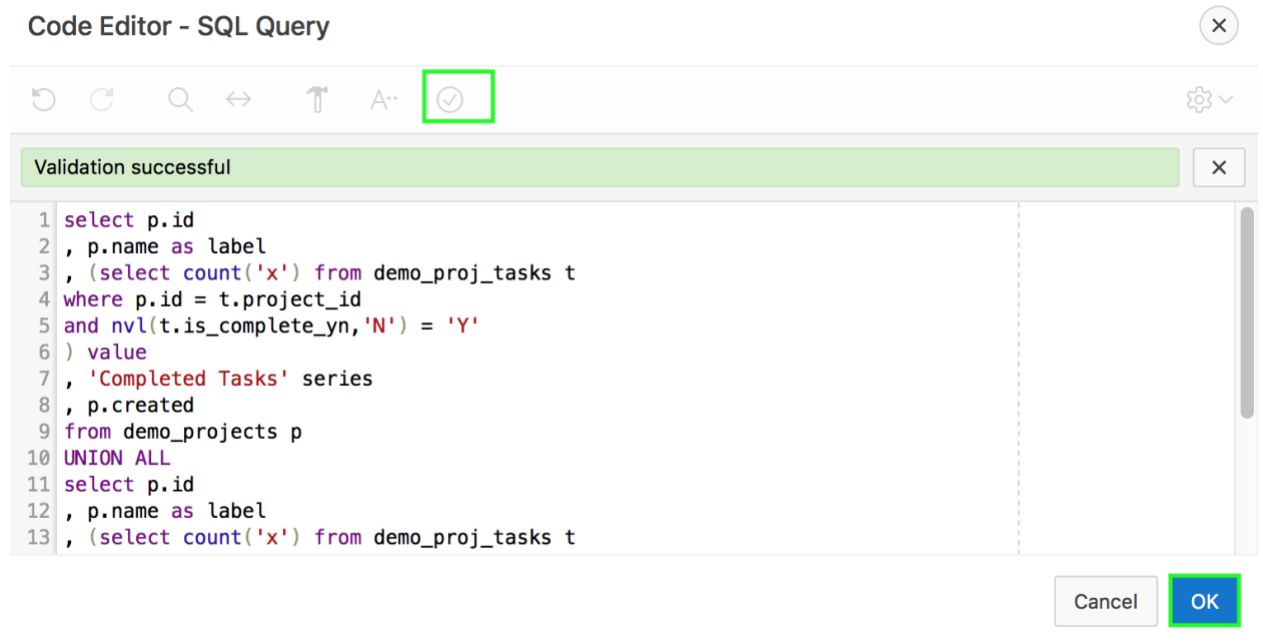 Code Editor - SQL Query
A··
Validation successful
1 select p.id
2 , p.name as label
3 , (select count('x') from demo_proj_tasks t
4 where p.id = t.project_id
5 and nvl(t.is_complete_yn,'N') = 'Y'
6 ) value
7 , 'Completed Tasks' series
8 , p.created
9 from demo_projects p
10 UNION ALL
11 select p.id
12 , p.name as label
13 , (select count('x') from demo_proj_tasks t
Cancel OK